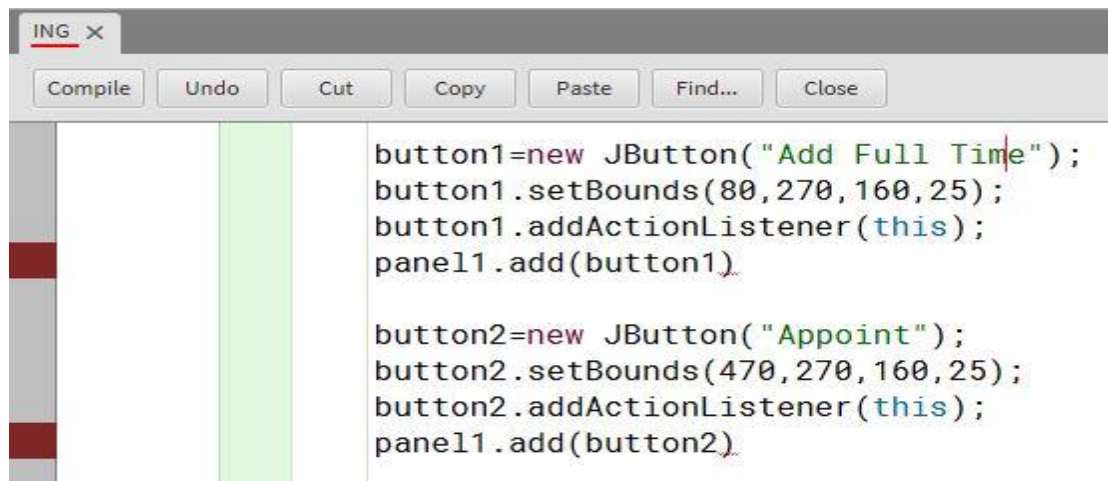 ING ×
Compile Undo Cut Copy Paste Find... Close
button1=new JButton("Add Full Time");
button1.setBounds(80,270,160,25);
button1.addActionListener(this);
panel1.add(button1)
button2=new JButton("Appoint");
button2.setBounds(470,270,160,25);
button2.addActionListener(this);
panel1.add(button2)